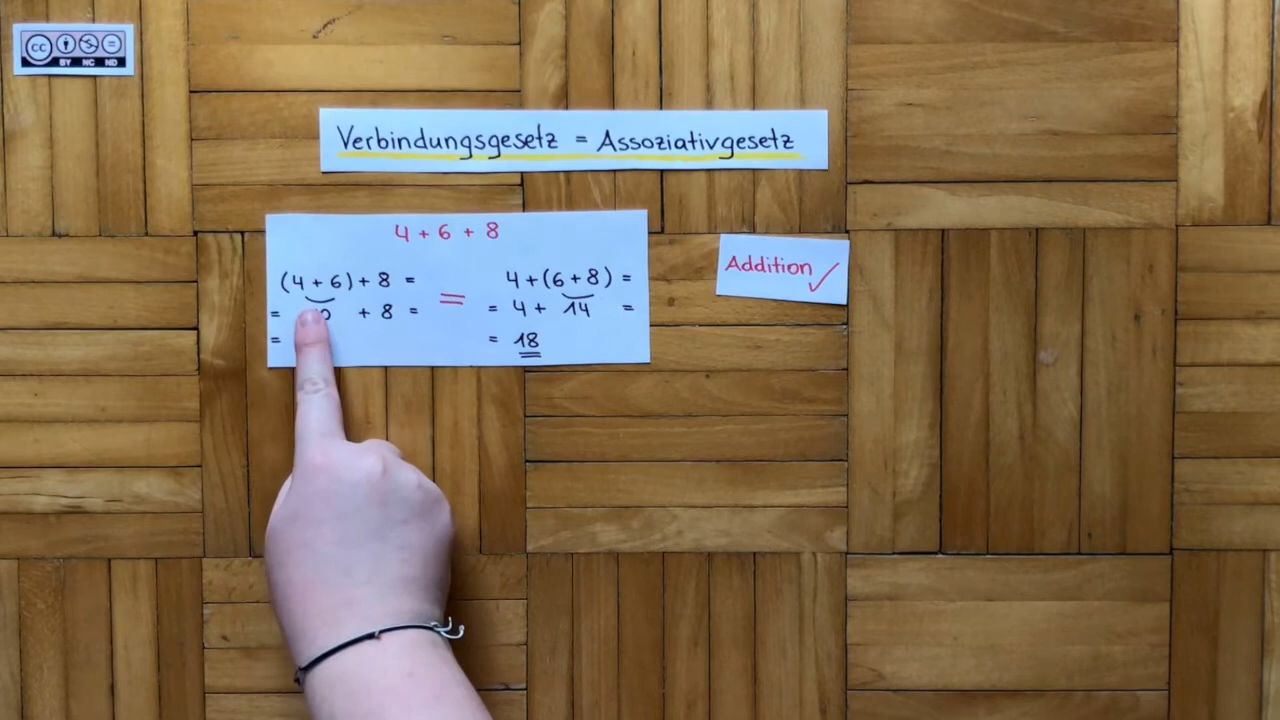 CC BY NC ND
Verbindungsgesetz = Assoziativgesetz
4 + 6 + 8
(4 + 6) + 8 = = 4 + (6 + 8) =
= + 8 = = 4 + 14 =
= = 18
Addition ✓